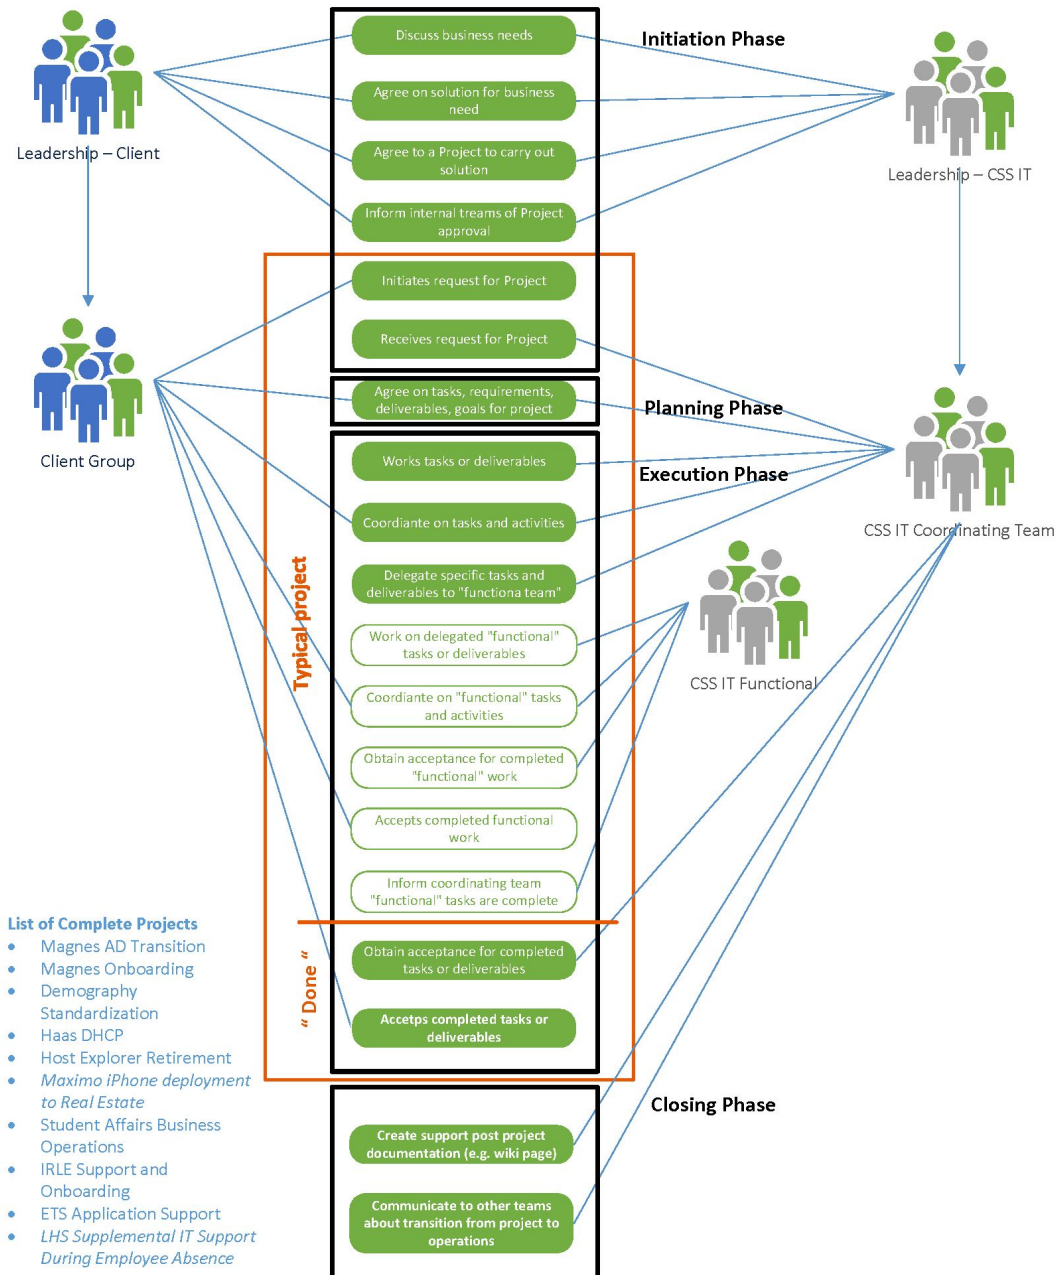 Discuss business needs
Initiation Phase
Agree on solution for business
need
Leadership – Client
Agree to a Project to carry out
solution
Leadership – CSS IT
Inform internal treams of Project
approval
Initiates request for Project
Receives request for Project
Agree on tasks, requirements,
deliverables, goals for project
Planning Phase
Client Group
Works tasks or deliverables
Execution Phase
Coordiante on tasks and activities
CSS IT Coordinating Team
Typical project
Delegate specific tasks and
deliverables to "functiona team"
Work on delegated "functional"
tasks or deliverables
CSS IT Functional
Coordiante on "functional" tasks
and activities
Obtain acceptance for completed
"functional" work
Accepts completed functional
work
Inform coordinating team
"functional" tasks are complete
" Done "
Obtain acceptance for completed
tasks or deliverables
Accetps completed tasks or
deliverables
List of Complete Projects
• Magnes AD Transition
• Magnes Onboarding
• Demography
Standardization
• Haas DHCP
• Host Explorer Retirement
• Maximo iPhone deployment
to Real Estate
• Student Affairs Business
Operations
• IRLE Support and
Onboarding
• ETS Application Support
• LHS Supplemental IT Support
During Employee Absence
Closing Phase
Create support post project
documentation (e.g. wiki page)
Communicate to other teams
about transition from project to
operations